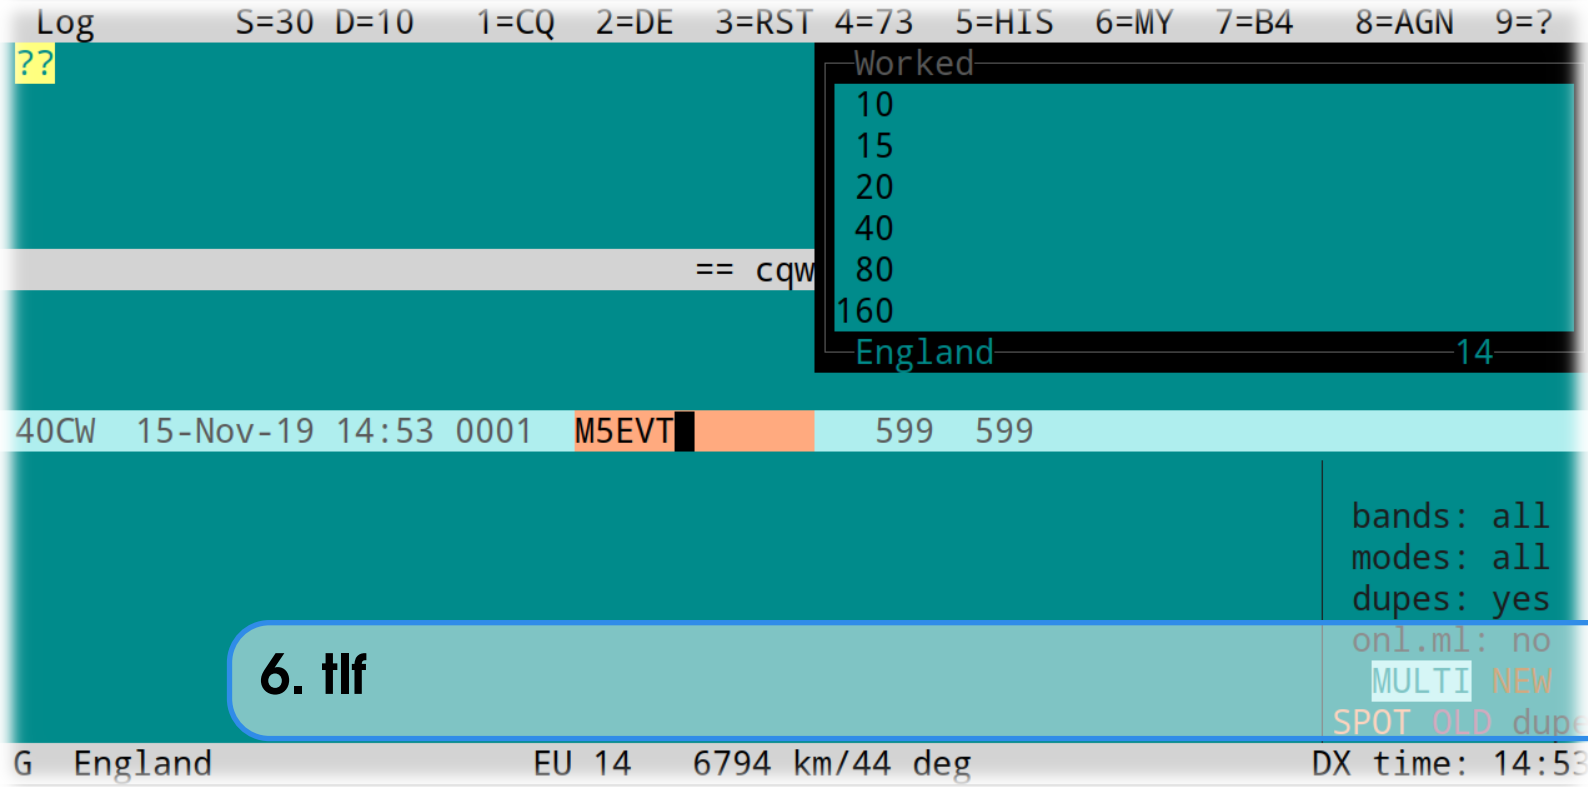 Log S=30 D=10 1=CQ 2=DE 3=RST 4=73 5=HIS 6=MY 7=B4 8=AGN 9=?
??
Worked
10
15
20
40
== cqw
80
160
England 14
40CW 15-Nov-19 14:53 0001 M5EVT 599 599
bands: all
modes: all
dupes: yes
onl.ml: no
6. tlf
MULTI NEW
SPOT OLD dupe
G England EU 14 6794 km/44 deg DX time: 14:53